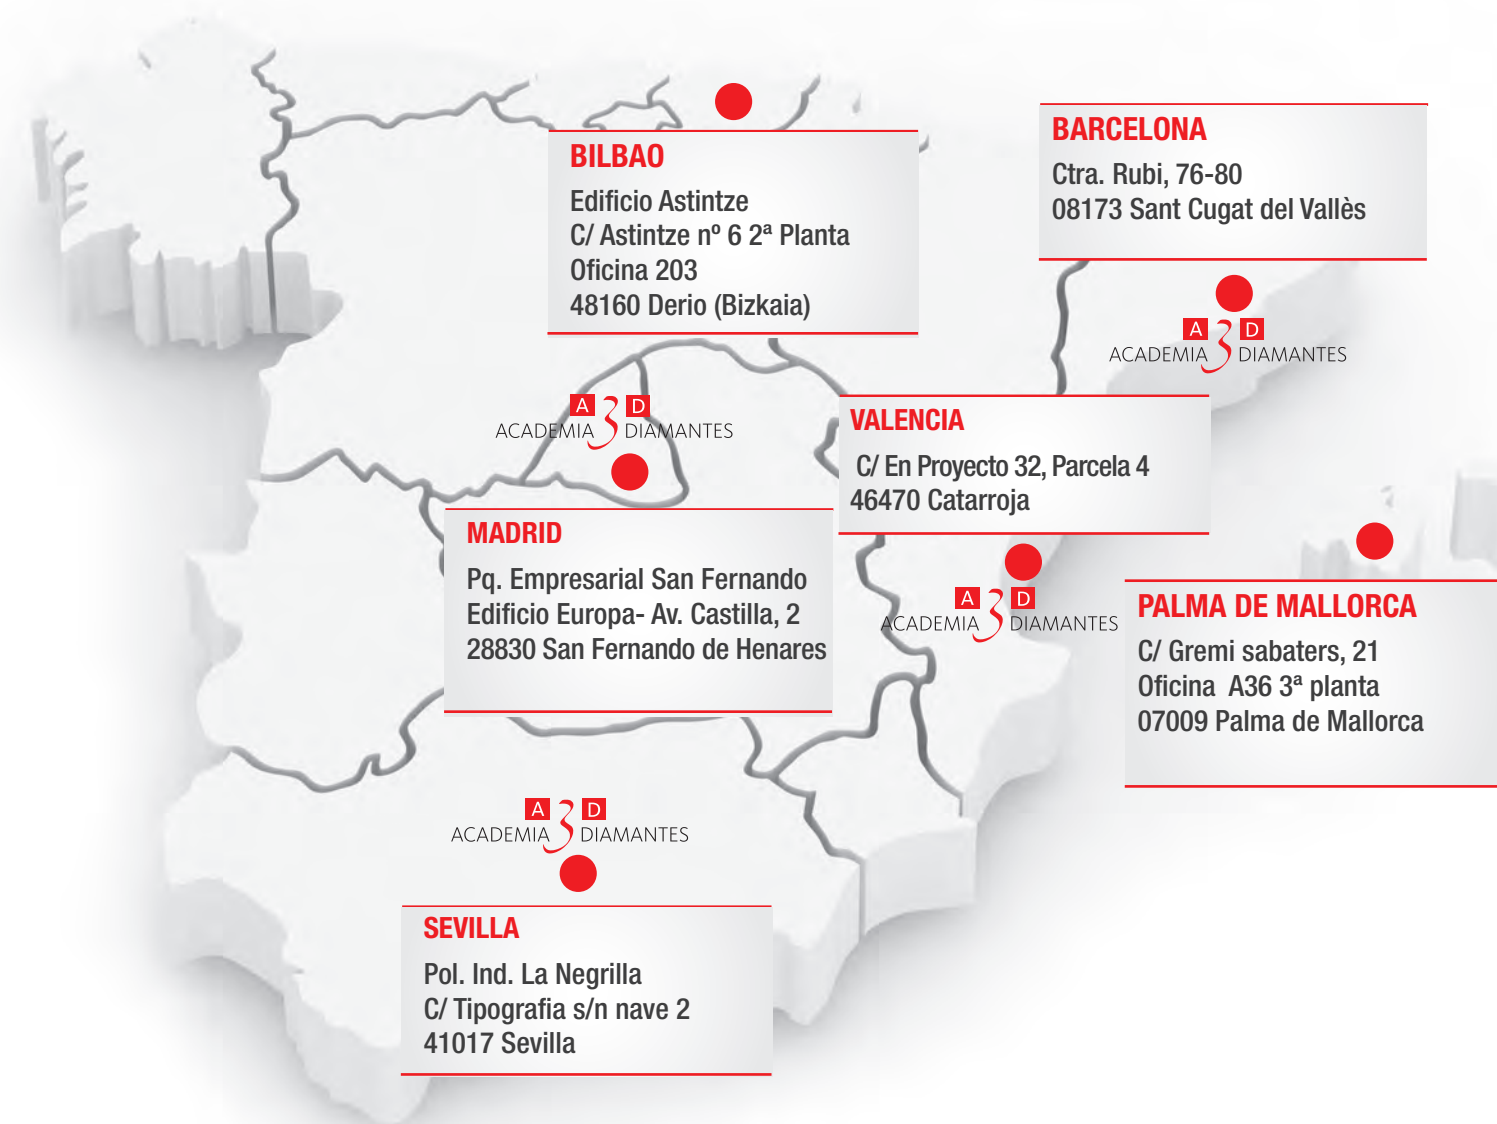 BILBAO
Edificio Astintze
C/ Astintze nº 6 2ª Planta
Oficina 203
48160 Derio (Bizkaia)
BARCELONA
Ctra. Rubi, 76-80
08173 Sant Cugat del Vallès
A 3 D
ACADEMIA DIAMANTES
A 3 D
ACADEMIA DIAMANTES
VALENCIA
C/ En Proyecto 32, Parcela 4
46470 Catarroja
MADRID
Pq. Empresarial San Fernando
Edificio Europa- Av. Castilla, 2
28830 San Fernando de Henares
A 3 D
ACADEMIA DIAMANTES
PALMA DE MALLORCA
C/ Gremi sabaters, 21
Oficina A36 3ª planta
07009 Palma de Mallorca
A 3 D
ACADEMIA DIAMANTES
SEVILLA
Pol. Ind. La Negrilla
C/ Tipografia s/n nave 2
41017 Sevilla